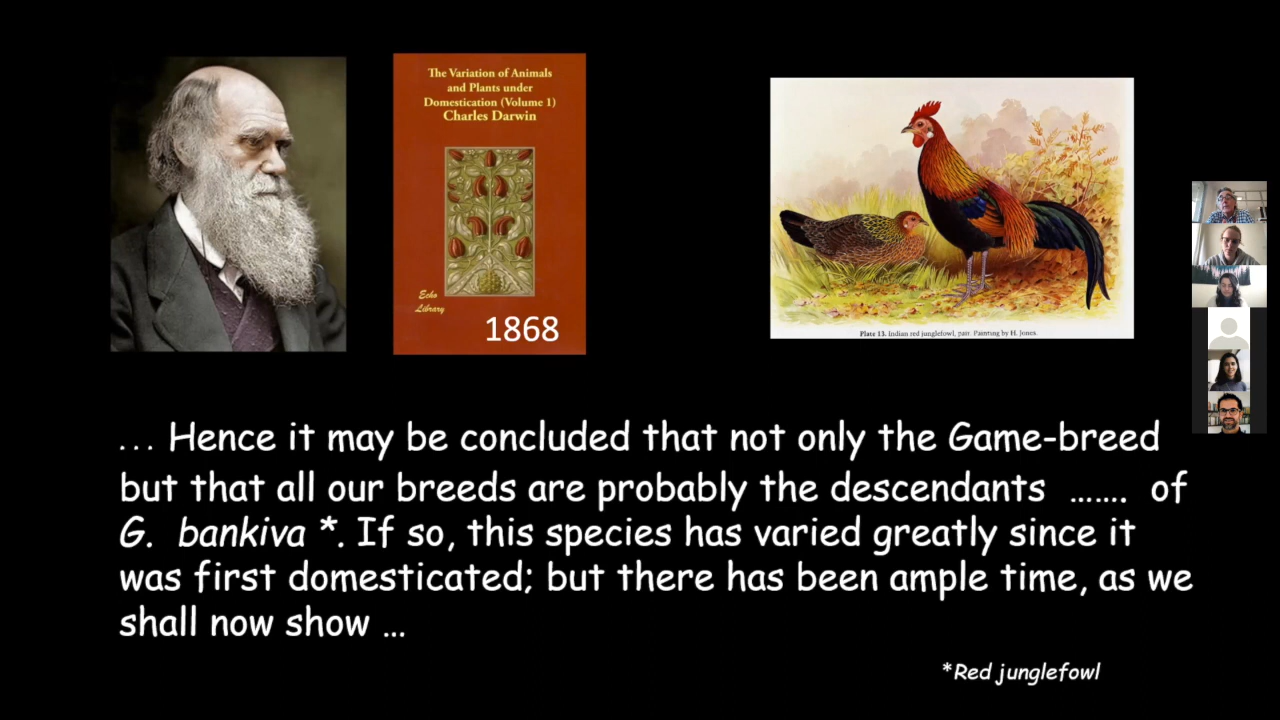 The Variation of Animals
and Plants under
Domestication (Volume 1)
Charles Darwin
Echo
Library
1868
Plate 13. Indian red junglefowl, pair. Painting by H. Jones.
... Hence it may be concluded that not only the Game-breed
but that all our breeds are probably the descendants ....... of
G. bankiva *. If so, this species has varied greatly since it
was first domesticated; but there has been ample time, as we
shall now show ...
*Red junglefowl